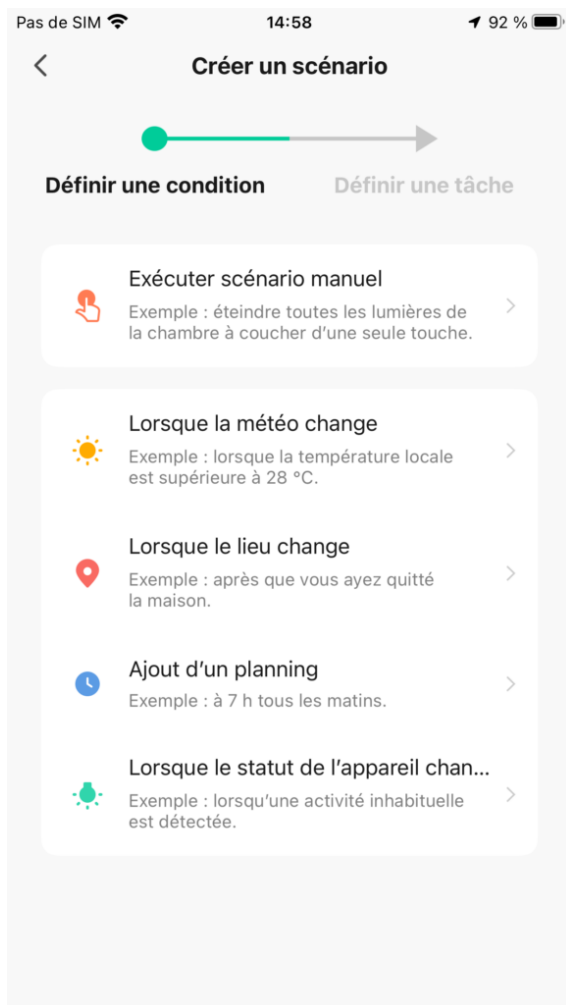 Pas de SIM 14:58 92 %
Créer un scénario
Définir une condition Définir une tâche
Exécuter scénario manuel
Exemple : éteindre toutes les lumières de
la chambre à coucher d’une seule touche.
Lorsque la météo change
Exemple : lorsque la température locale
est supérieure à 28 °C.
Lorsque le lieu change
Exemple : après que vous ayez quitté
la maison.
Ajout d’un planning
Exemple : à 7 h tous les matins.
Lorsque le statut de l’appareil chan...
Exemple : lorsqu’une activité inhabituelle
est détectée.